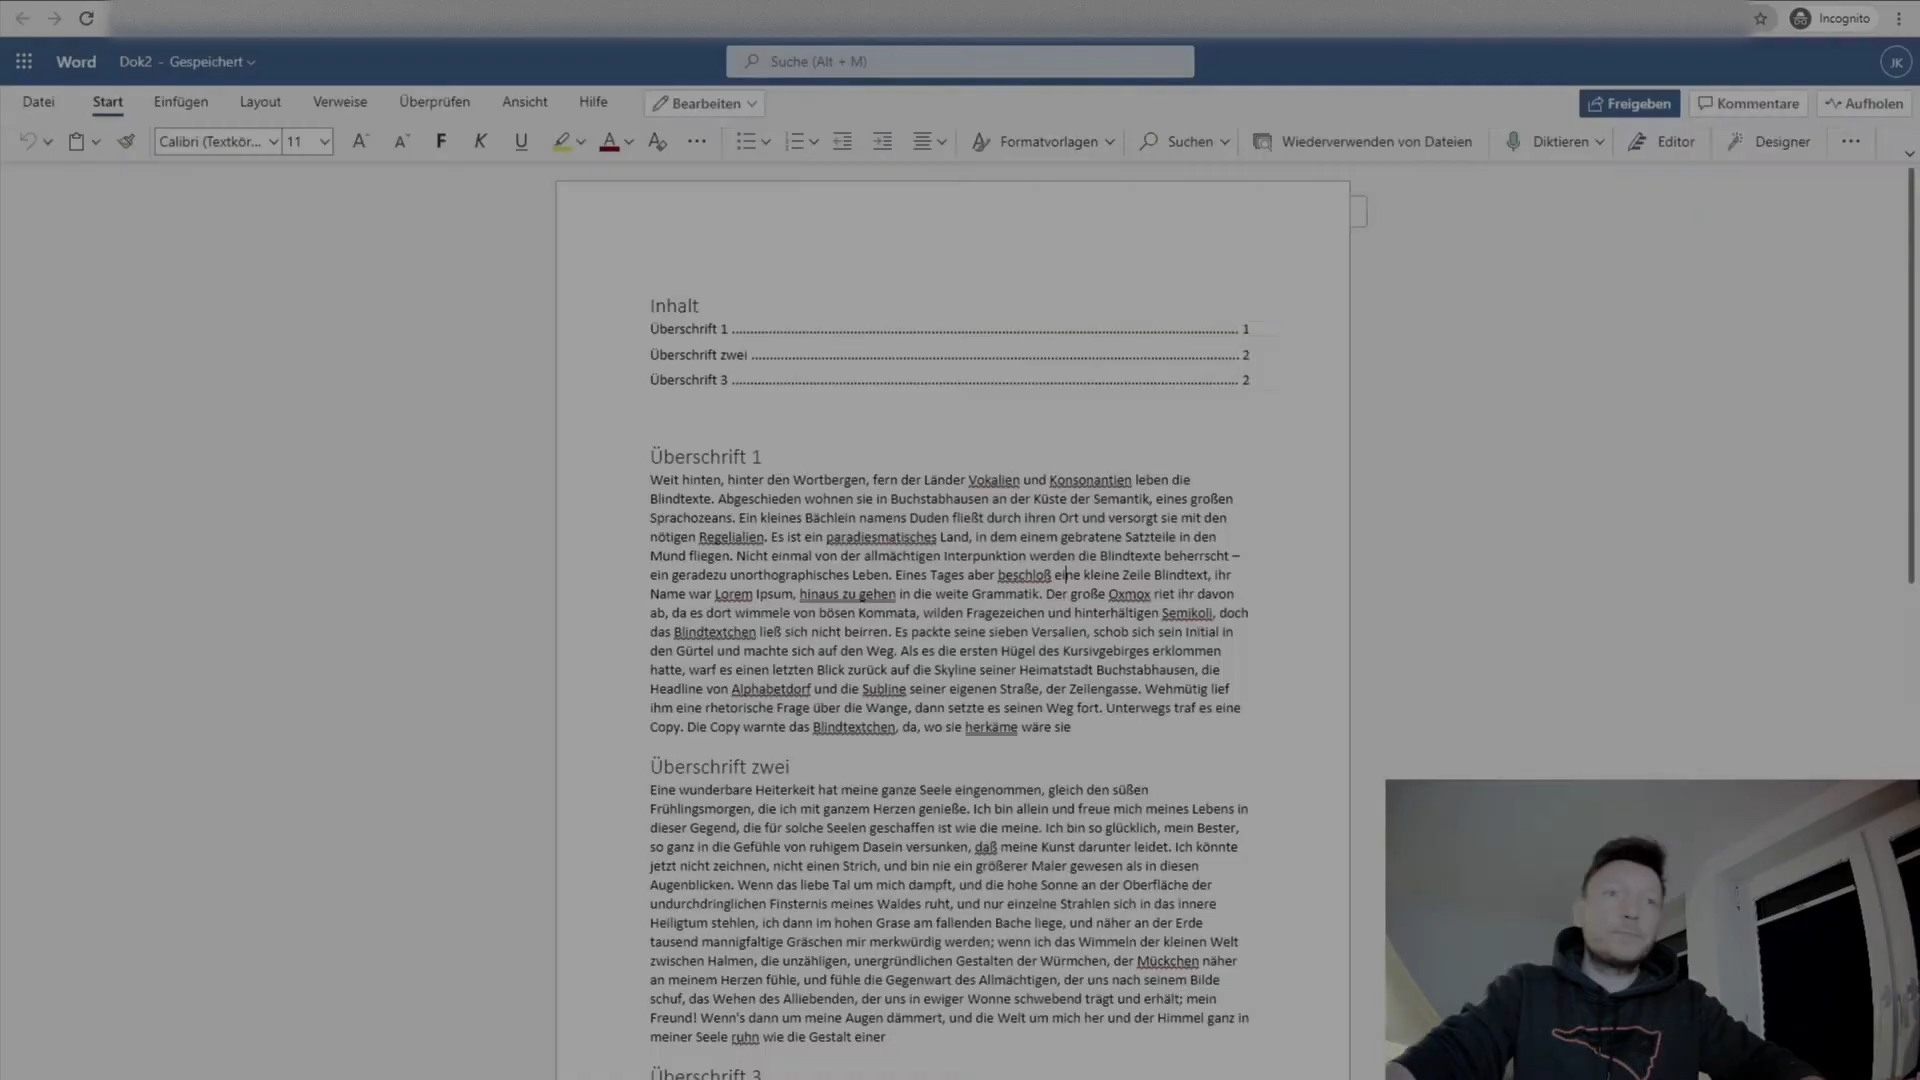 Incognito
Word Dok2 - Gespeichert
Suche (Alt + M)
JK
Datei Start Einfügen Layout Verweise Überprüfen Ansicht Hilfe Bearbeiten Freigeben Kommentare Aufholen
Calibri (Textkör... 11 F K U A Formatvorlagen Suchen Wiederverwenden von Dateien Diktieren Editor Designer
Inhalt
Überschrift 1 1
Überschrift zwei 2
Überschrift 3 2
Überschrift 1
Weit hinten, hinter den Wortbergen, fern der Länder Vokalien und Konsonantien leben die
Blindtexte. Abgeschieden wohnen sie in Buchstabhausen an der Küste der Semantik, eines großen
Sprachozeans. Ein kleines Bächlein namens Duden fließt durch ihren Ort und versorgt sie mit den
nötigen Regelialien. Es ist ein paradiesmatisches Land, in dem einem gebratene Satzteile in den
Mund fliegen. Nicht einmal von der allmächtigen Interpunktion werden die Blindtexte beherrscht –
ein geradezu unorthographisches Leben. Eines Tages aber beschloß eine kleine Zeile Blindtext, ihr
Name war Lorem Ipsum, hinaus zu gehen in die weite Grammatik. Der große Oxmox riet ihr davon
ab, da es dort wimmele von bösen Kommata, wilden Fragezeichen und hinterhältigen Semikoli, doch
das Blindtextchen ließ sich nicht beirren. Es packte seine sieben Versalien, schob sich sein Initial in
den Gürtel und machte sich auf den Weg. Als es die ersten Hügel des Kursivgebirges erklommen
hatte, warf es einen letzten Blick zurück auf die Skyline seiner Heimatstadt Buchstabhausen, die
Headline von Alphabetdorf und die Subline seiner eigenen Straße, der Zeilengasse. Wehmütig lief
ihm eine rhetorische Frage über die Wange, dann setzte es seinen Weg fort. Unterwegs traf es eine
Copy. Die Copy warnte das Blindtextchen, da, wo sie herkäme wäre sie
Überschrift zwei
Eine wunderbare Heiterkeit hat meine ganze Seele eingenommen, gleich den süßen
Frühlingsmorgen, die ich mit ganzem Herzen genieße. Ich bin allein und freue mich meines Lebens in
dieser Gegend, die für solche Seelen geschaffen ist wie die meine. Ich bin so glücklich, mein Bester,
so ganz in die Gefühle von ruhigem Dasein versunken, daß meine Kunst darunter leidet. Ich könnte
jetzt nicht zeichnen, nicht einen Strich, und bin nie ein größerer Maler gewesen als in diesen
Augenblicken. Wenn das liebe Tal um mich dampft, und die hohe Sonne an der Oberfläche der
undurchdringlichen Finsternis meines Waldes ruht, und nur einzelne Strahlen sich in das innere
Heiligtum stehlen, ich dann im hohen Grase am fallenden Bache liege, und näher an der Erde
tausend mannigfaltige Gräschen mir merkwürdig werden; wenn ich das Wimmeln der kleinen Welt
zwischen Halmen, die unzähligen, unergründlichen Gestalten der Würmchen, der Mückchen näher
an meinem Herzen fühle, und fühle die Gegenwart des Allmächtigen, der uns nach seinem Bilde
schuf, das Wehen des Alliebenden, der uns in ewiger Wonne schwebend trägt und erhält; mein
Freund! Wenn's dann um meine Augen dämmert, und die Welt um mich her und der Himmel ganz in
meiner Seele ruhn wie die Gestalt einer
Überschrift 3